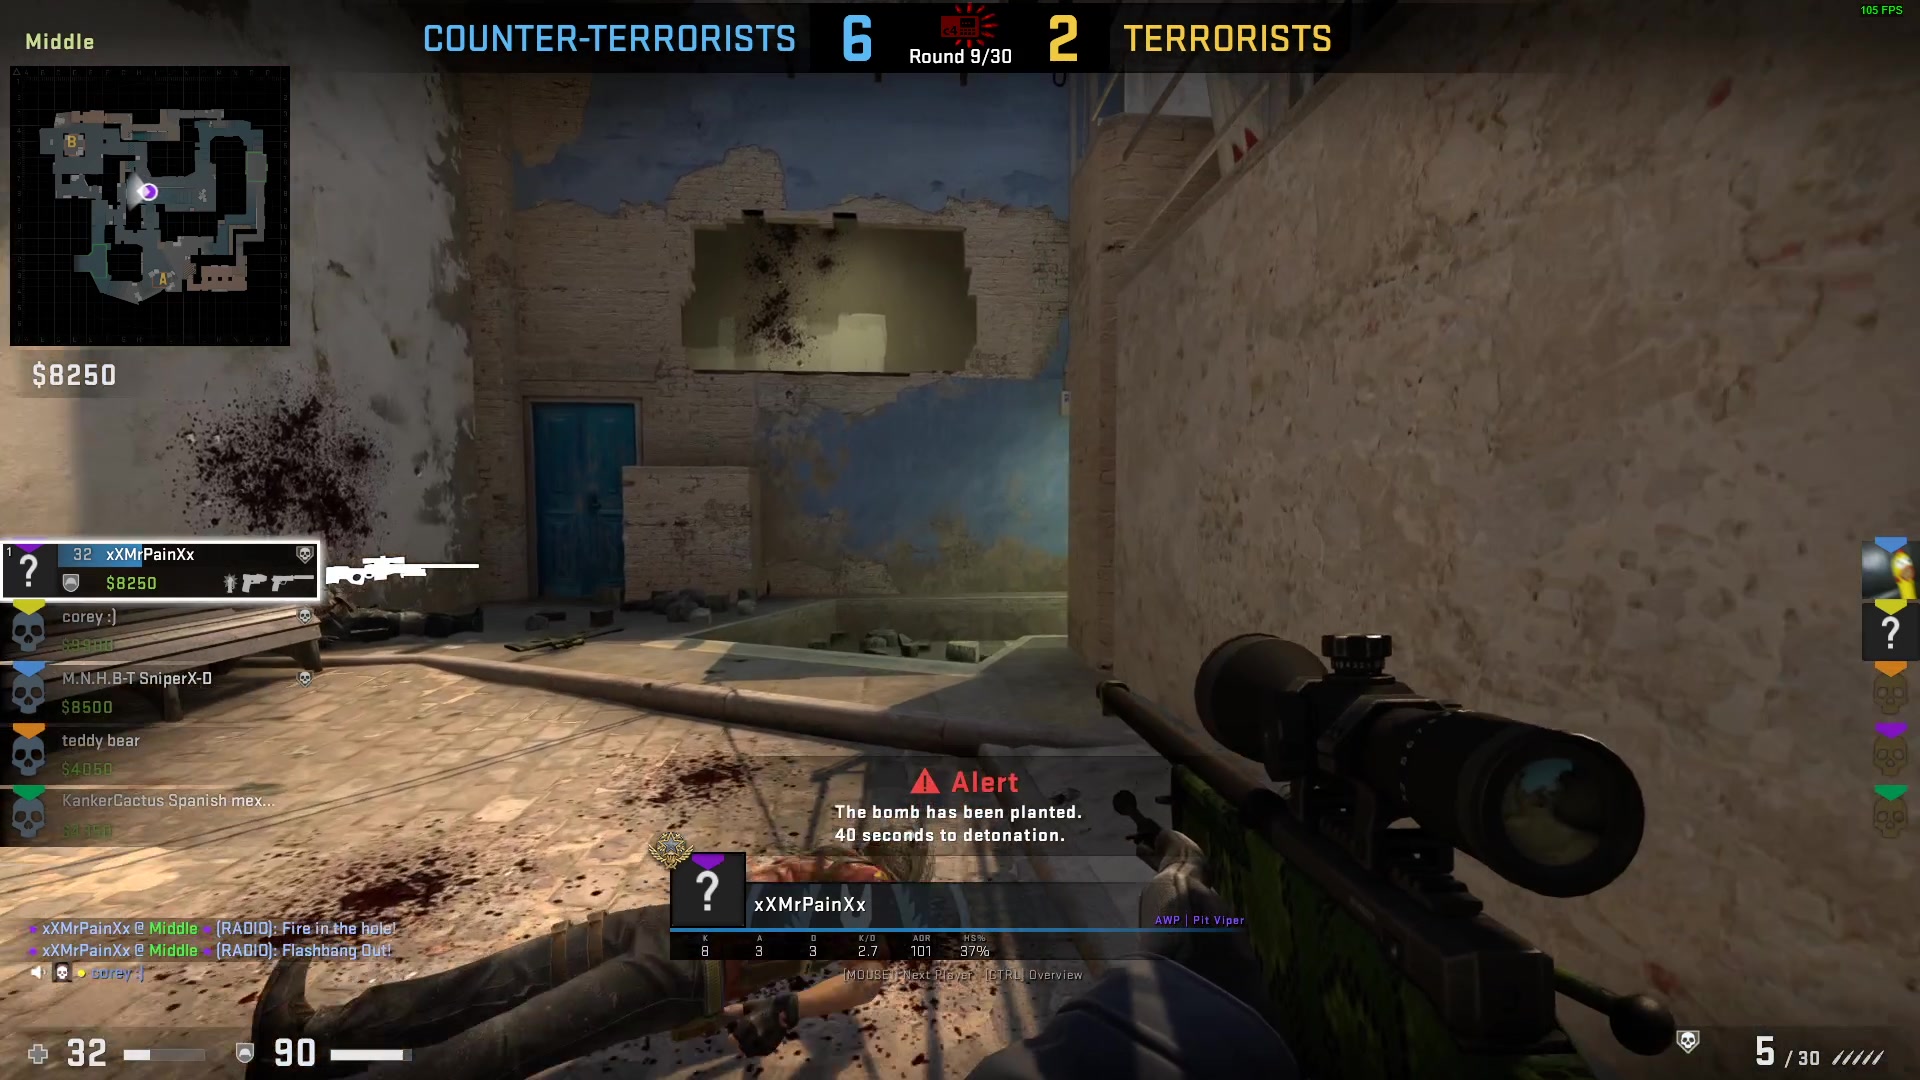 105 FPS
COUNTER-TERRORISTS 6 Round 9/30 2 TERRORISTS
Middle
B
A
$8250
1 ? 32 xXMrPainXx
$8250
corey :)
M.N.H.B-T SniperX-D
$8500
teddy bear
$4050
KankerCactus Spanish mex...
?
Alert
The bomb has been planted.
40 seconds to detonation.
?
xXMrPainXx
AWP | Pit Viper
K A D K/D ADR HS%
8 3 3 2.7 101 37%
[MOUSE1] Next Player [CTRL] Overview
xXMrPainXx @ Middle (RADIO): Fire in the hole!
xXMrPainXx @ Middle (RADIO): Flashbang Out!
corey :)
32 90
5 / 30